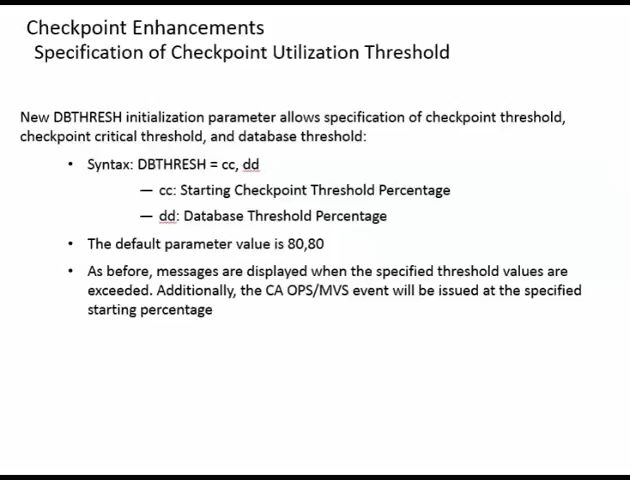 Checkpoint Enhancements
Specification of Checkpoint Utilization Threshold
New DBTHRESH initialization parameter allows specification of checkpoint threshold,
checkpoint critical threshold, and database threshold:
• Syntax: DBTHRESH = cc, dd
— cc: Starting Checkpoint Threshold Percentage
— dd: Database Threshold Percentage
• The default parameter value is 80,80
• As before, messages are displayed when the specified threshold values are
exceeded. Additionally, the CA OPS/MVS event will be issued at the specified
starting percentage